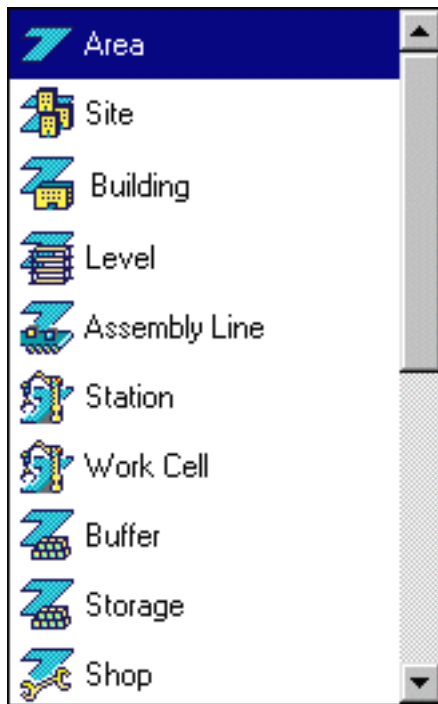 Area
Site
Building
Level
Assembly Line
Station
Work Cell
Buffer
Storage
Shop